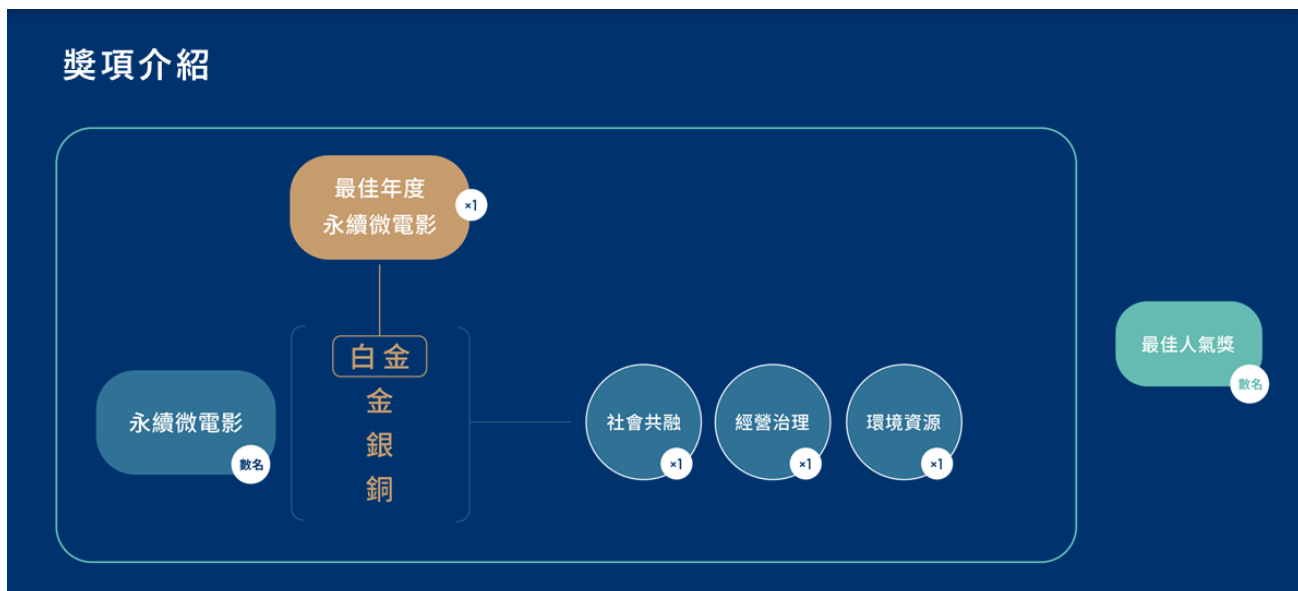 獎項介紹
最佳年度
永續微電影
×1
白金
金
銀
銅
永續微電影
數名
社會共融
×1
經營治理
×1
環境資源
×1
最佳人氣獎
數名